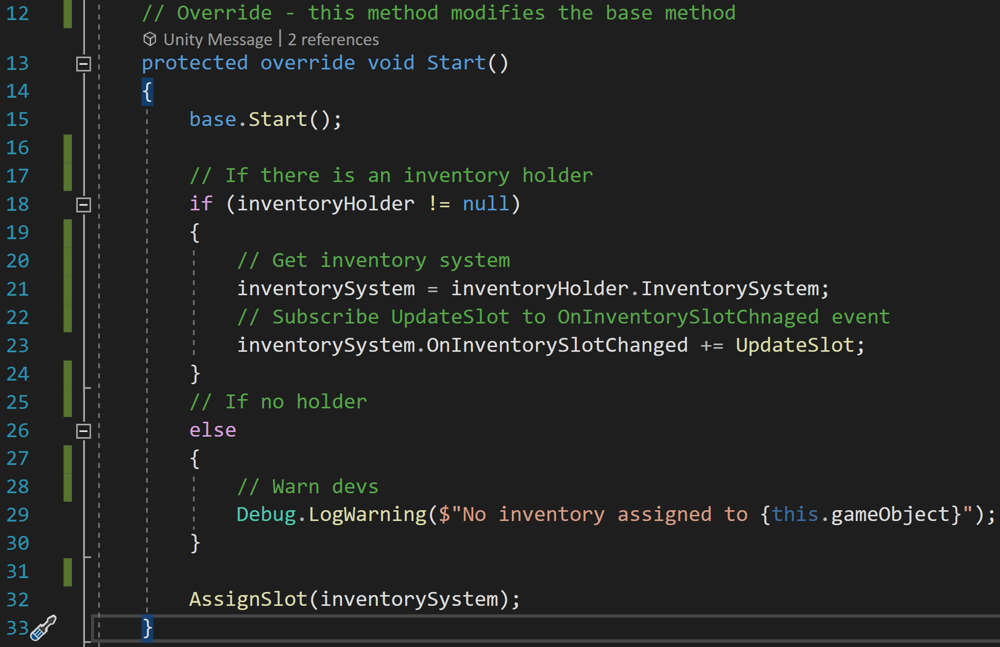 12 // Override - this method modifies the base method
Unity Message | 2 references
13 protected override void Start()
14 {
15 base.Start();
16
17 // If there is an inventory holder
18 if (inventoryHolder != null)
19 {
20 // Get inventory system
21 inventorySystem = inventoryHolder.InventorySystem;
22 // Subscribe UpdateSlot to OnInventorySlotChnaged event
23 inventorySystem.OnInventorySlotChanged += UpdateSlot;
24 }
25 // If no holder
26 else
27 {
28 // Warn devs
29 Debug.LogWarning($"No inventory assigned to {this.gameObject}");
30 }
31
32 AssignSlot(inventorySystem);
33 }